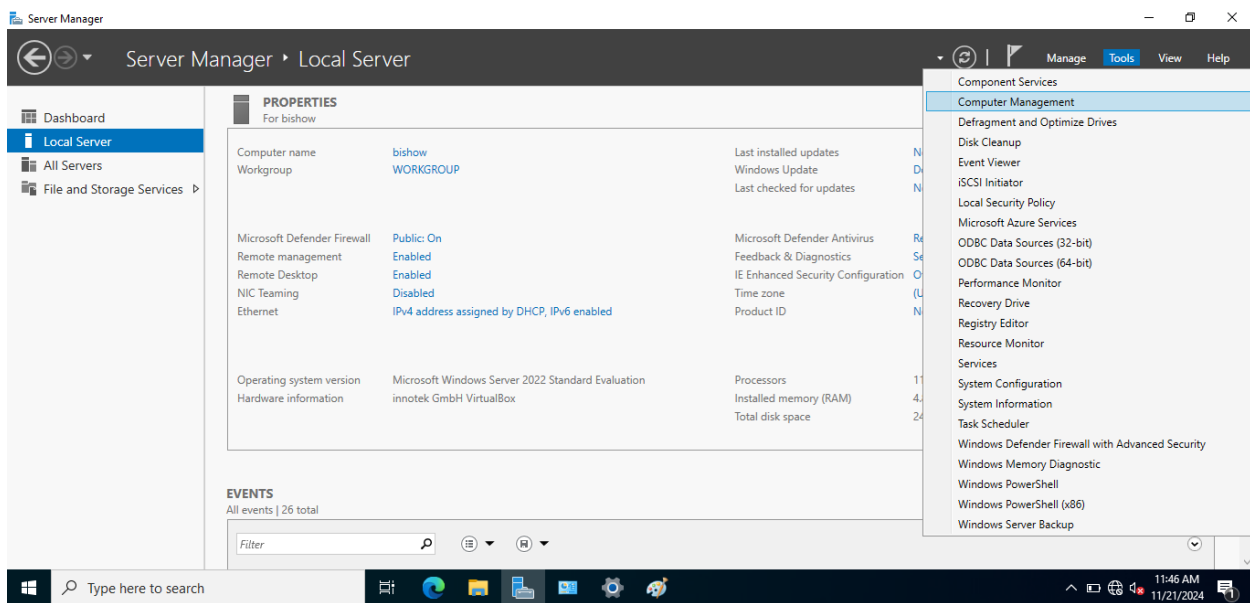 Server Manager
Server Manager ‣ Local Server
Manage Tools View Help
Dashboard
Local Server
All Servers
File and Storage Services
PROPERTIES
For bishow
Computer name bishow
Workgroup WORKGROUP
Last installed updates
Windows Update
Last checked for updates
Microsoft Defender Firewall Public: On
Remote management Enabled
Remote Desktop Enabled
NIC Teaming Disabled
Ethernet IPv4 address assigned by DHCP, IPv6 enabled
Microsoft Defender Antivirus
Feedback & Diagnostics
IE Enhanced Security Configuration
Time zone
Product ID
Operating system version Microsoft Windows Server 2022 Standard Evaluation
Hardware information innotek GmbH VirtualBox
Processors
Installed memory (RAM)
Total disk space
EVENTS
All events | 26 total
Filter
Component Services
Computer Management
Defragment and Optimize Drives
Disk Cleanup
Event Viewer
iSCSI Initiator
Local Security Policy
Microsoft Azure Services
ODBC Data Sources (32-bit)
ODBC Data Sources (64-bit)
Performance Monitor
Recovery Drive
Registry Editor
Resource Monitor
Services
System Configuration
System Information
Task Scheduler
Windows Defender Firewall with Advanced Security
Windows Memory Diagnostic
Windows PowerShell
Windows PowerShell (x86)
Windows Server Backup
Type here to search
11:46 AM
11/21/2024